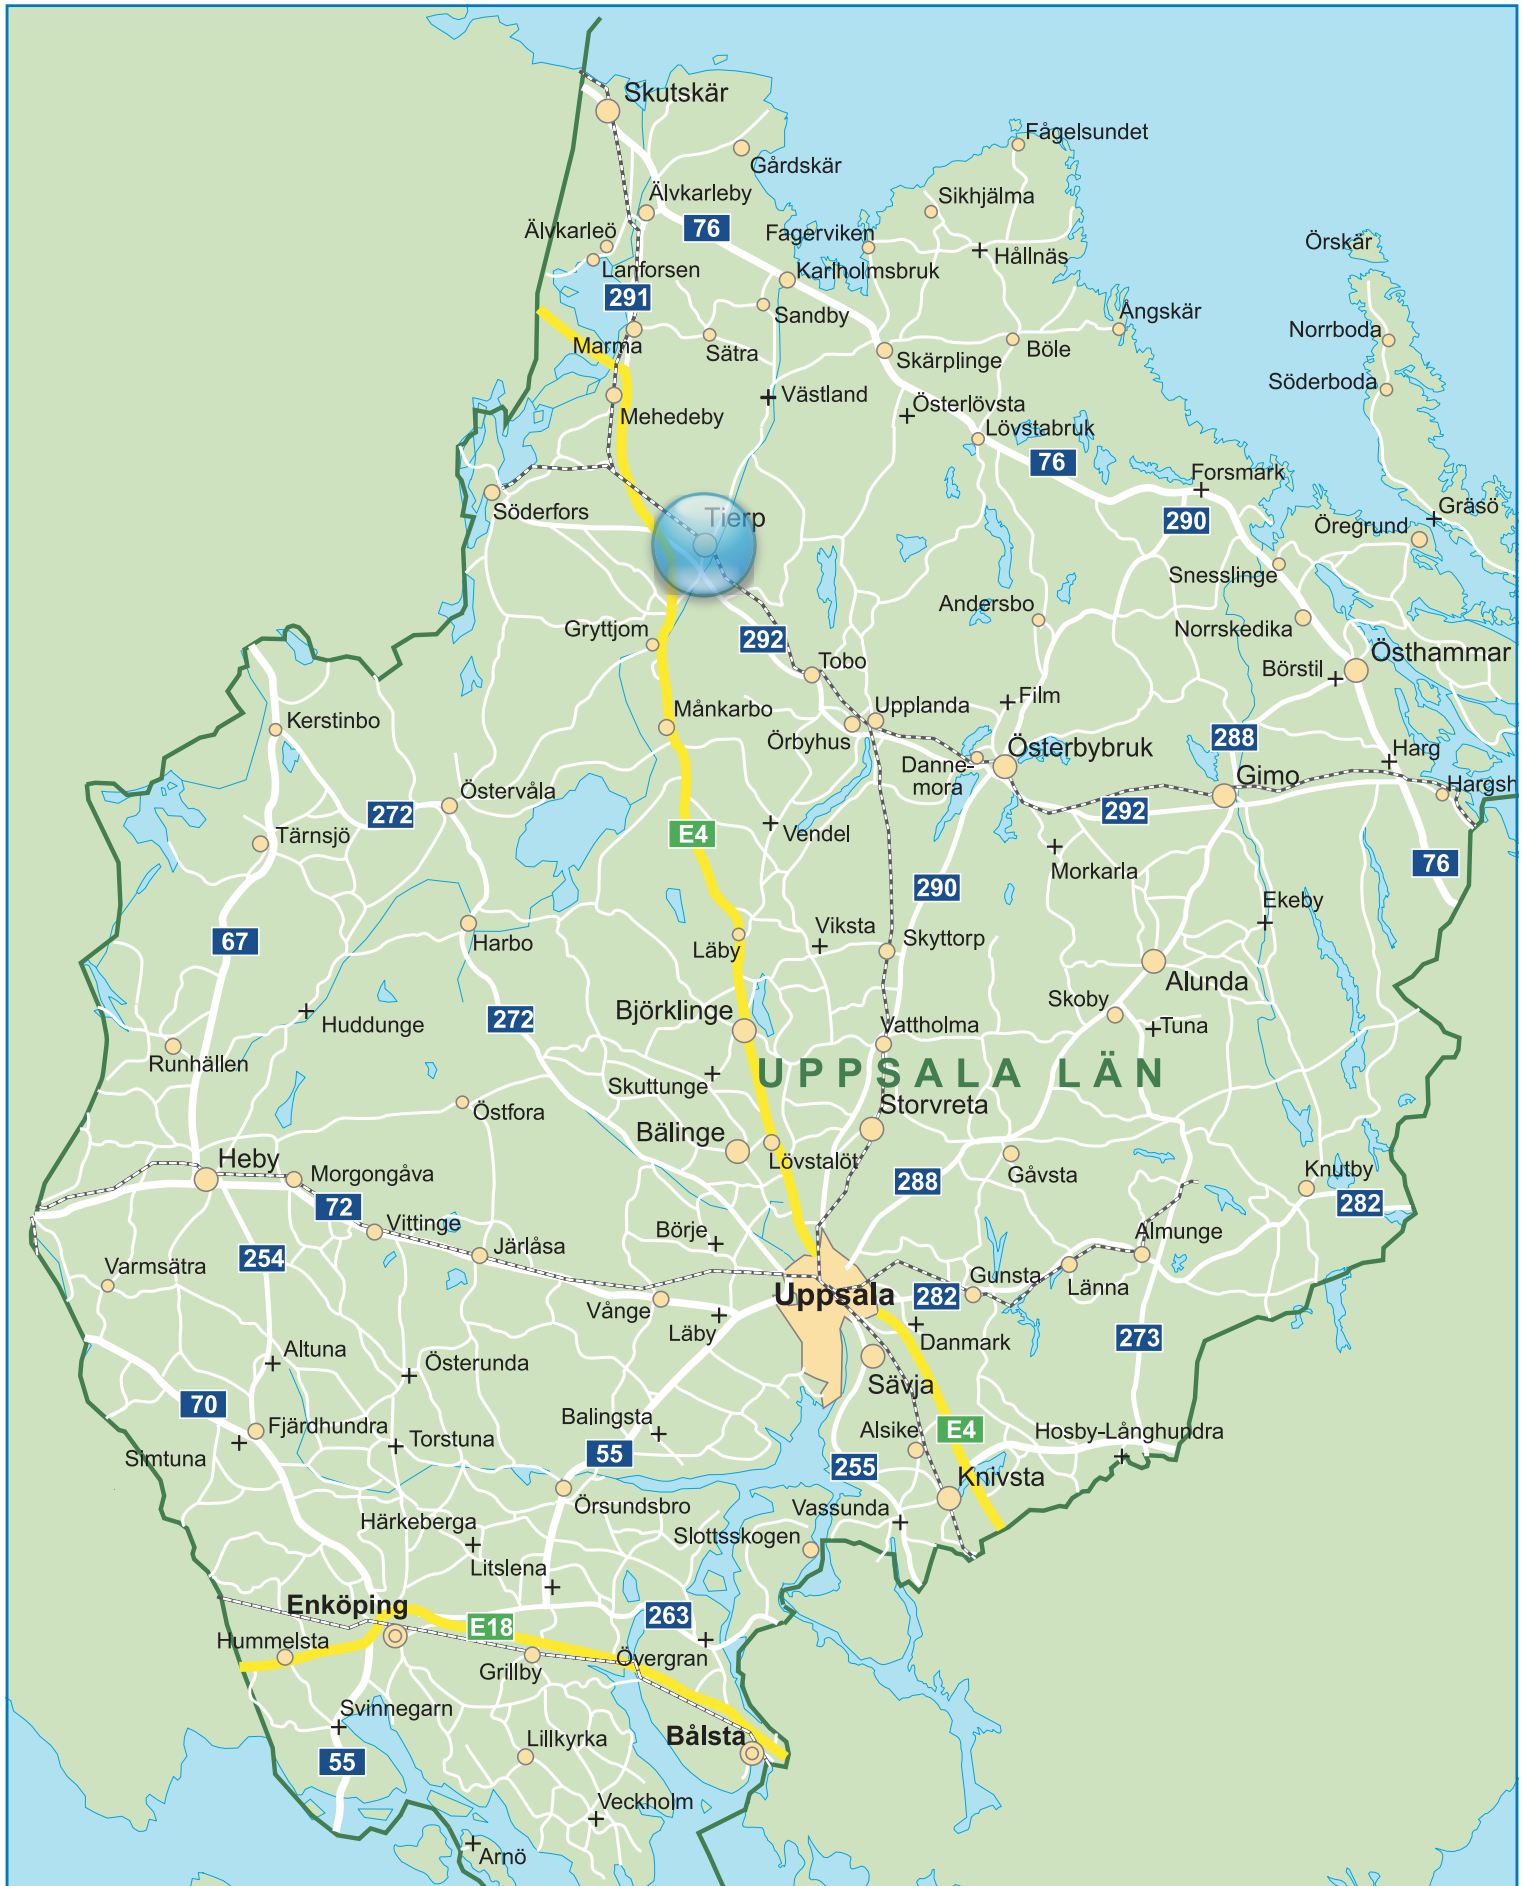 Skutskär
Fågelsundet
Gårdskär
Älvkarleby
Sikhjälma
76
Älvkarleö
Fagerviken
Hållnäs
Örskär
Lanforsen
Karlholmsbruk
291
Sandby
Ängskär
Norrboda
Marma
Sätra
Skärplinge
Böle
Söderboda
Västland
Österlövsta
Mehedeby
Lövstabruk
76
Forsmark
Söderfors
Tierp
290
Gräsö
Öregrund
Snesslinge
Andersbo
Gryttjom
292
Norrskedika
Östhammar
Tobo
Börstil
Film
Kerstinbo
Månkarbo
Upplanda
Örbyhus
288
Österbybruk
Harg
Danne-
mora
Gimo
Hargsh
Östervåla
272
292
Tärnsjö
E4
Vendel
76
Morkarla
290
Ekeby
67
Harbo
Läby
Viksta
Skyttorp
Alunda
Skoby
Huddunge
272
Björklinge
Vattholma
Tuna
Runhällen
UPPSALA LÄN
Skuttunge
Östfora
Storvreta
Bälinge
Heby
Morgongåva
Lövstalöt
Gåvsta
Knutby
288
282
72
Vittinge
Börje
Almunge
Järlåsa
254
Varmsätra
Gunsta
Länna
Uppsala
282
Vänge
Läby
Danmark
273
Altuna
Österunda
Sävja
70
Fjärdhundra
Balingsta
Alsike
E4
Hosby-Långhundra
Simtuna
Torstuna
55
255
Knivsta
Örsundsbro
Vassunda
Härkeberga
Slottsskogen
Litslena
Enköping
263
E18
Hummelsta
Grillby
Övergran
Svinnegarn
Bålsta
Lillkyrka
55
Veckholm
Arnö